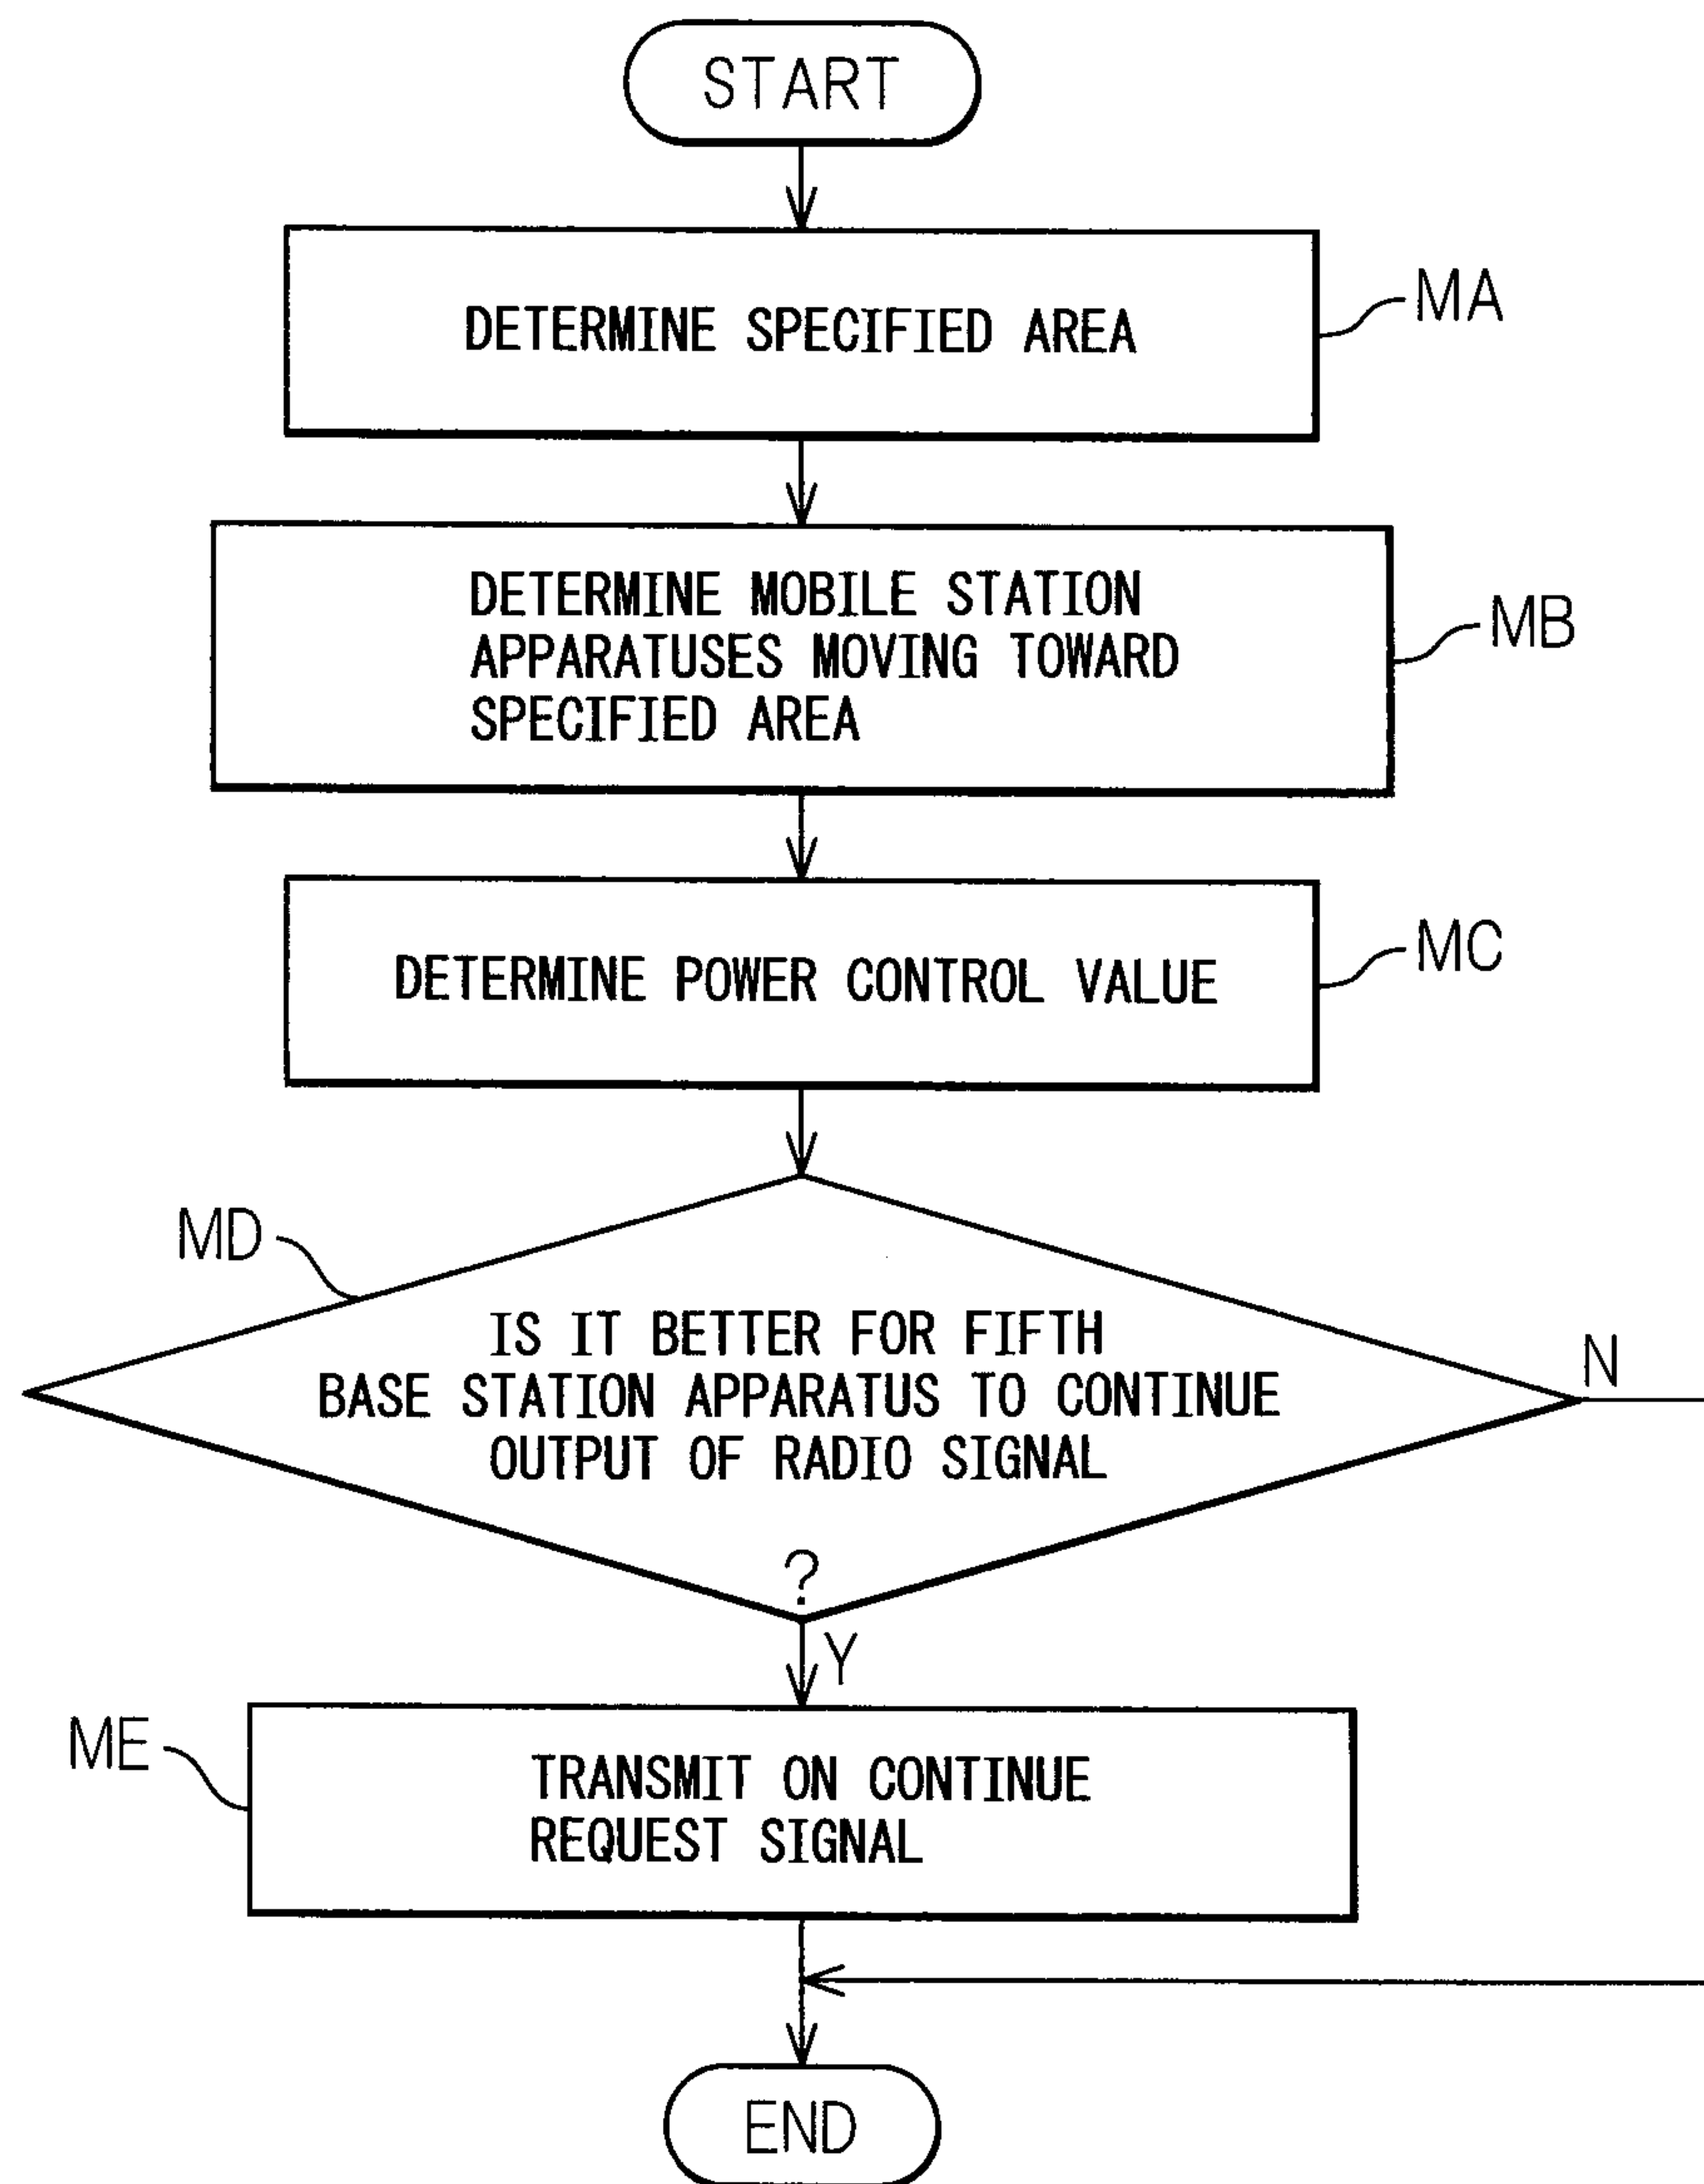 START
DETERMINE SPECIFIED AREA
MA
DETERMINE MOBILE STATION
APPARATUSES MOVING TOWARD
SPECIFIED AREA
MB
DETERMINE POWER CONTROL VALUE
MC
MD
IS IT BETTER FOR FIFTH
BASE STATION APPARATUS TO CONTINUE
OUTPUT OF RADIO SIGNAL
?
N
Y
ME
TRANSMIT ON CONTINUE
REQUEST SIGNAL
END